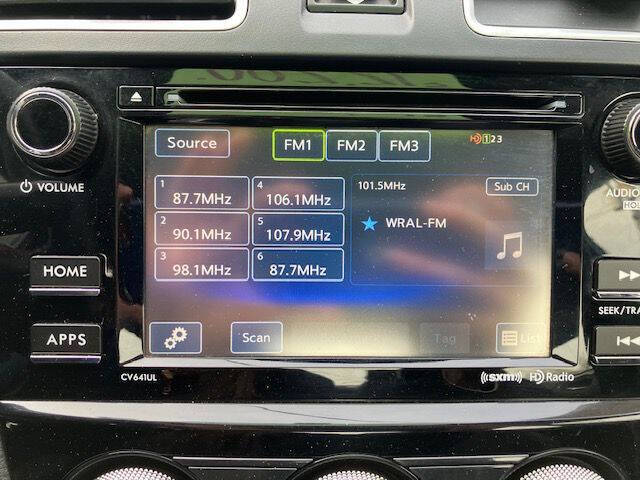 Source FM1 FM2 FM3 HD 1 2 3
1 87.7MHz 4 106.1MHz 101.5MHz Sub CH
2 90.1MHz 5 107.9MHz WRAL-FM
3 98.1MHz 6 87.7MHz
Scan Tag List
VOLUME
HOME
APPS
CV641UL
AUDIO
SEEK/TRA
((sxm)) HD Radio